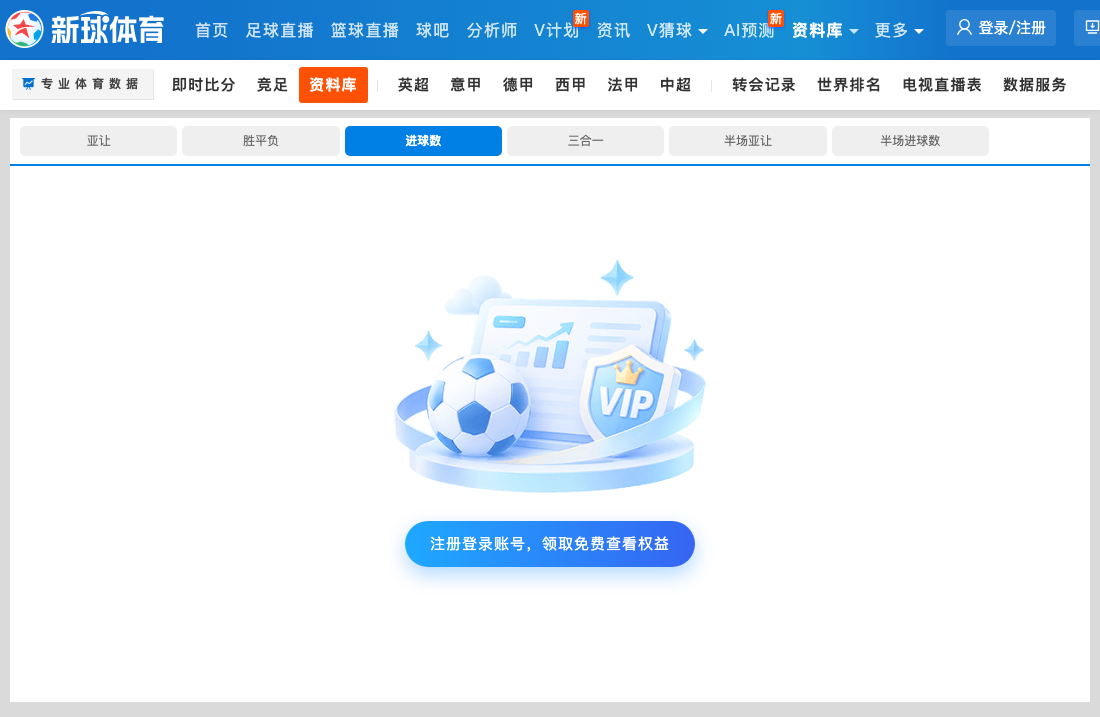 新球体育 首页 足球直播 篮球直播 球吧 分析师 V计划 新 资讯 V猜球 AI预测 新 资料库 更多 登录/注册
专业体育数据 即时比分 竞足 资料库 英超 意甲 德甲 西甲 法甲 中超 转会记录 世界排名 电视直播表 数据服务
亚让 胜平负 进球数 三合一 半场亚让 半场进球数
VIP
注册登录账号，领取免费查看权益